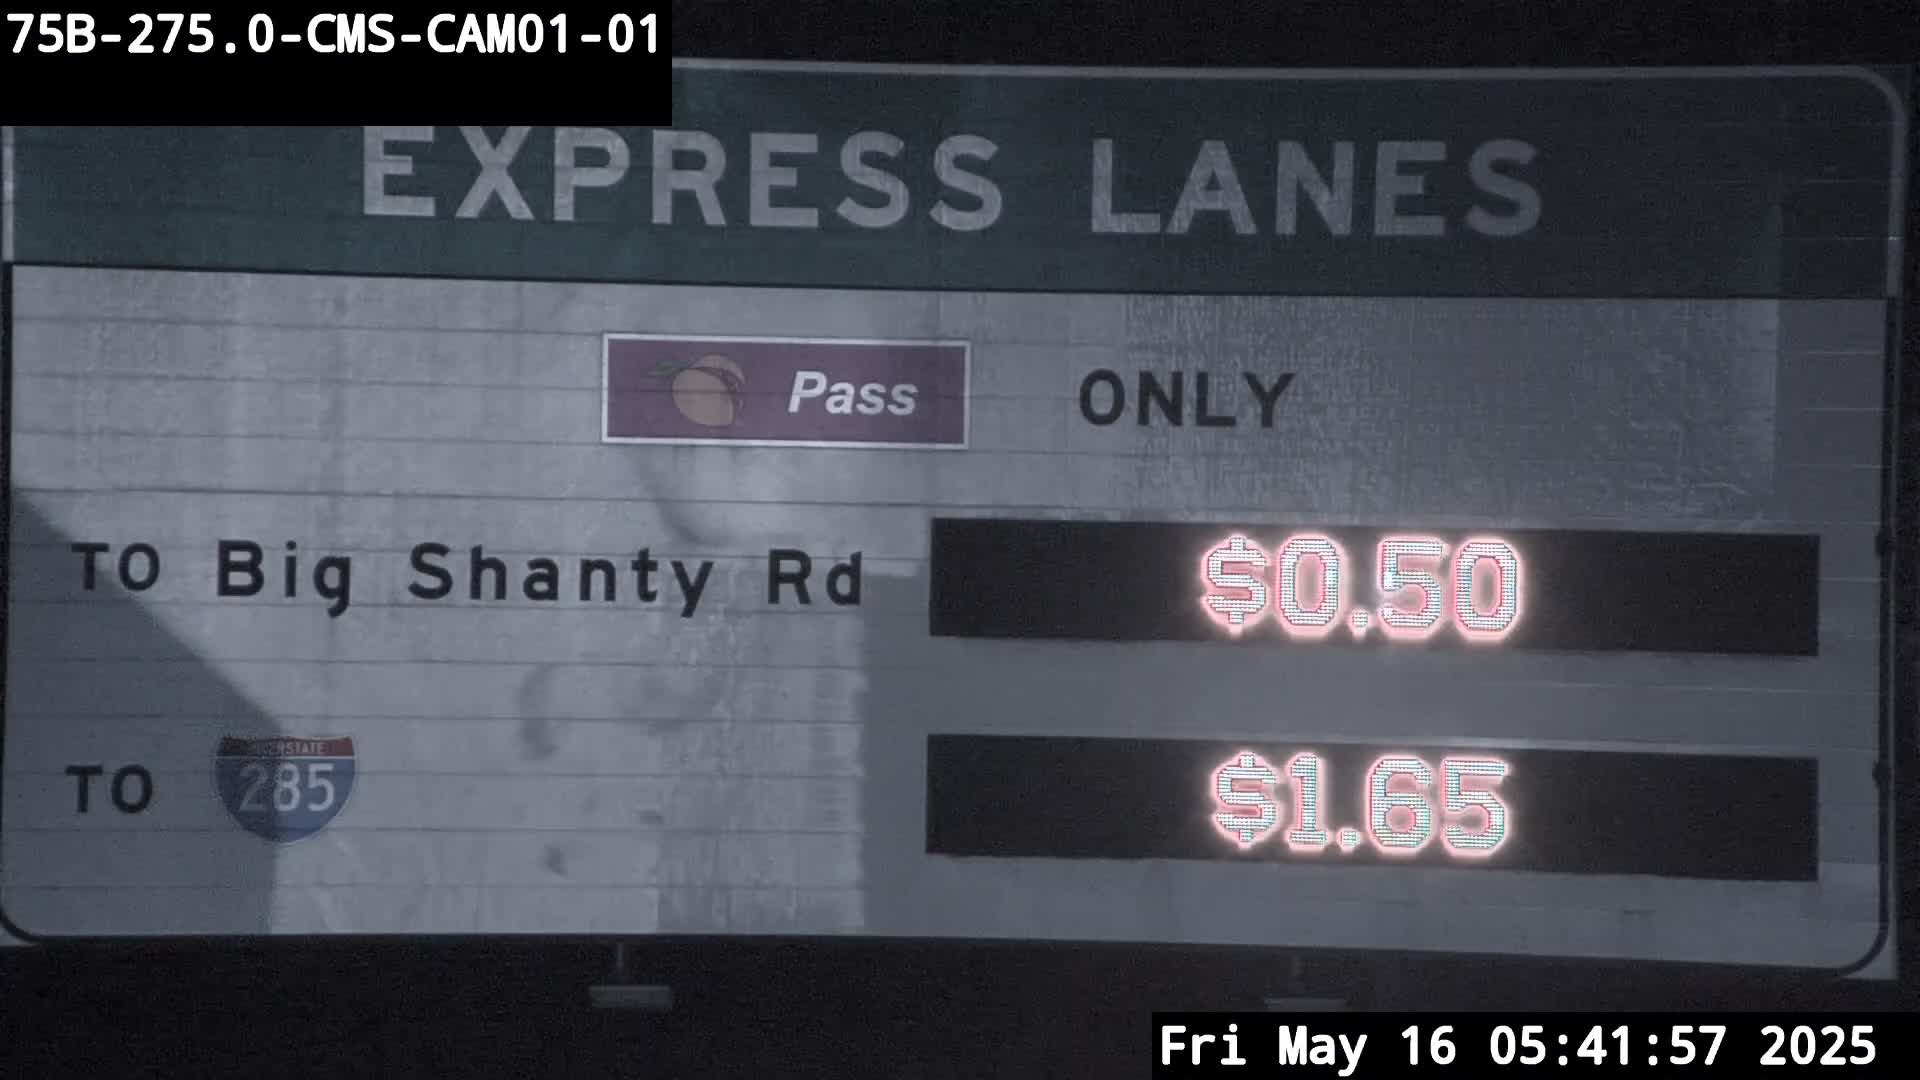 75B-275.0-CMS-CAM01-01
EXPRESS LANES
Pass ONLY
TO Big Shanty Rd $0.50
INTERSTATE
TO 285 $1.65
Fri May 16 05:41:57 2025